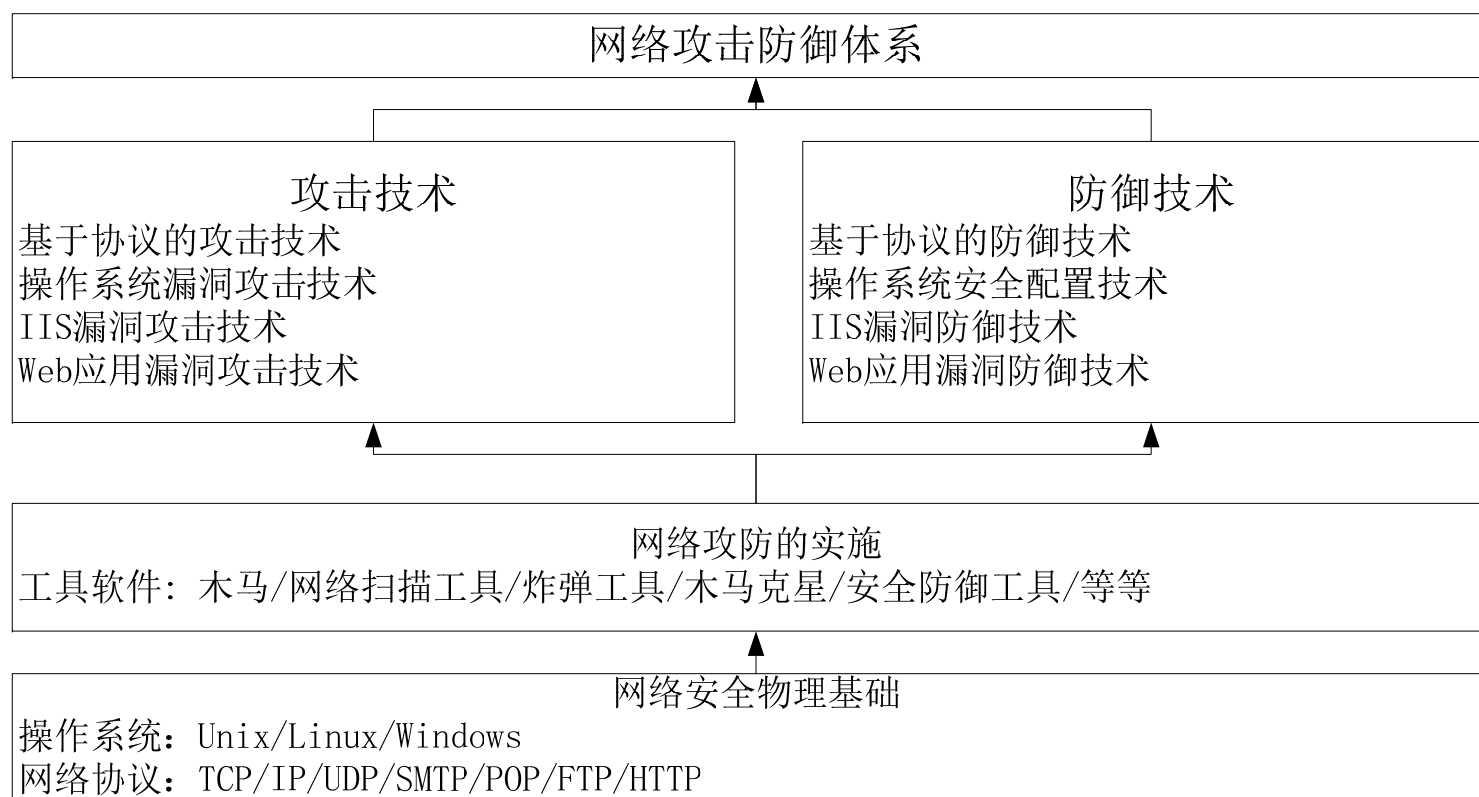 网络攻击防御体系
攻击技术
基于协议的攻击技术
操作系统漏洞攻击技术
IIS漏洞攻击技术
Web应用漏洞攻击技术
防御技术
基于协议的防御技术
操作系统安全配置技术
IIS漏洞防御技术
Web应用漏洞防御技术
网络攻防的实施
工具软件: 木马/网络扫描工具/炸弹工具/木马克星/安全防御工具/等等
网络安全物理基础
操作系统：Unix/Linux/Windows
网络协议：TCP/IP/UDP/SMTP/POP/FTP/HTTP